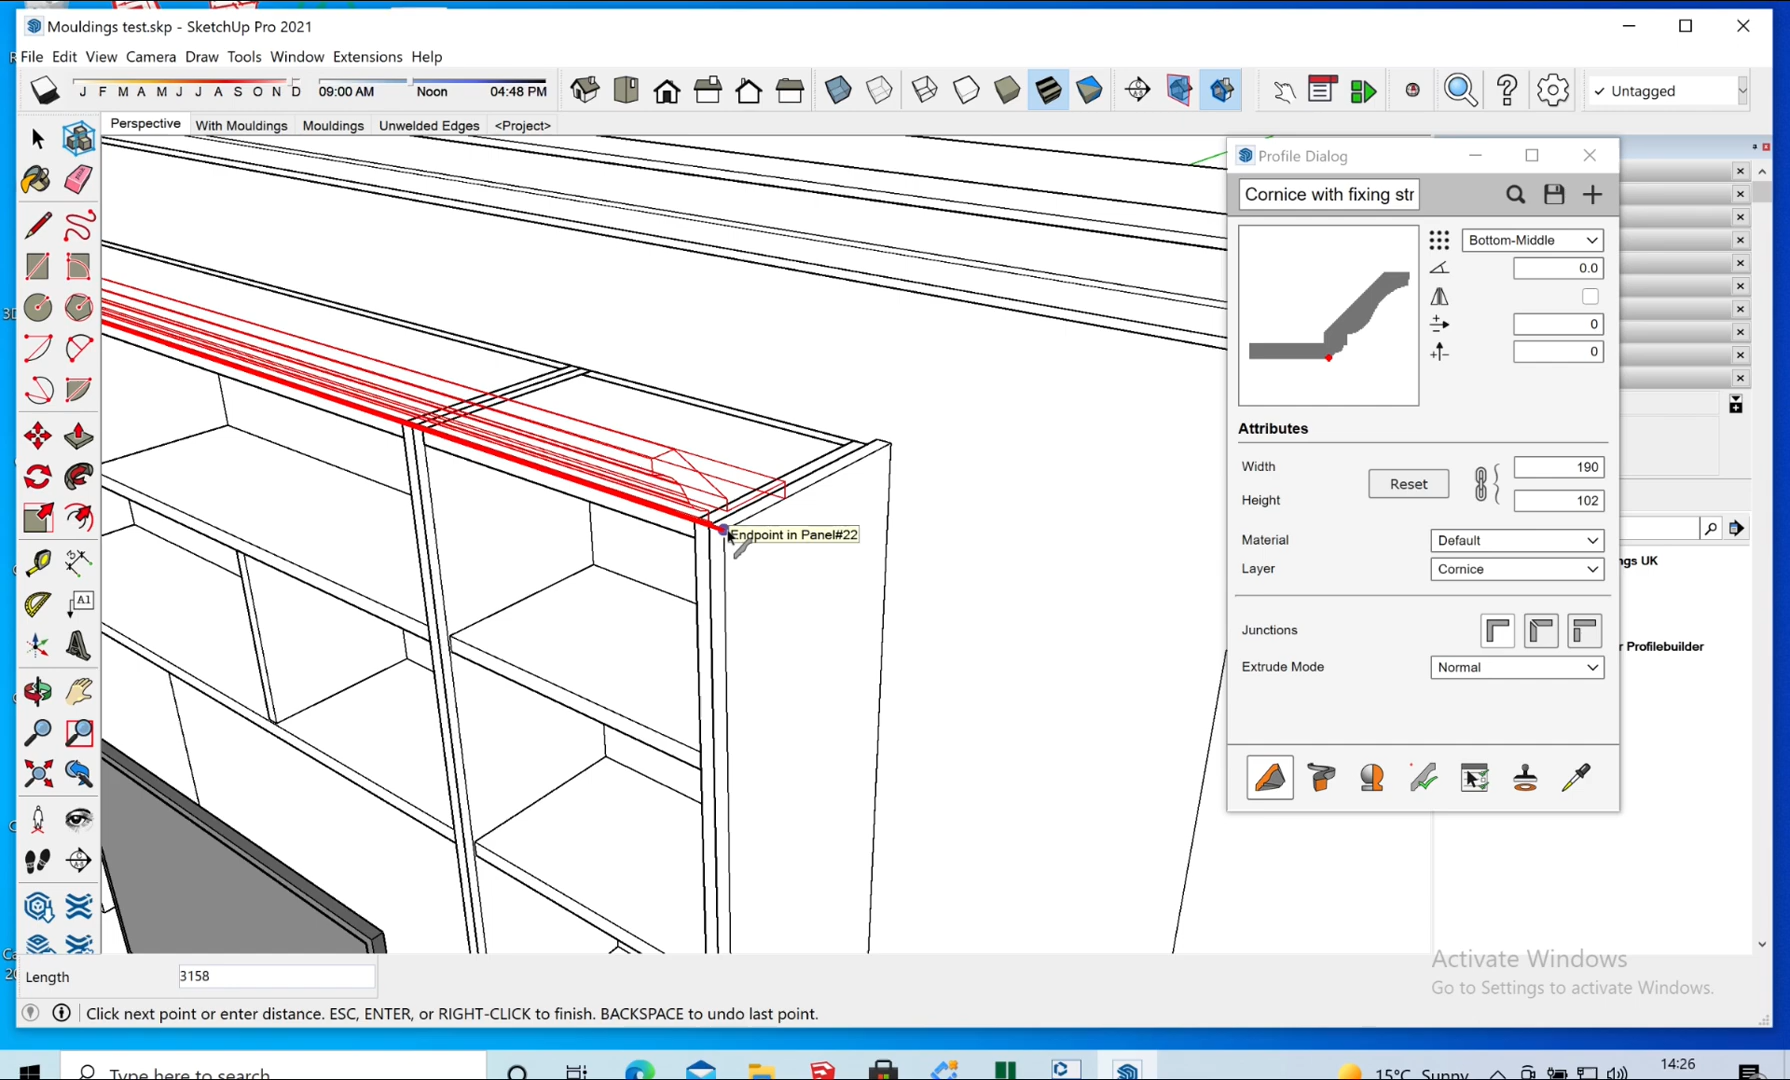 Mouldings test.skp - SketchUp Pro 2021
File Edit View Camera Draw Tools Window Extensions Help
J F M A M J J A S O N D 09:00 AM Noon 04:48 PM
Untagged
Perspective With Mouldings Mouldings Unwelded Edges <Project>
Profile Dialog
Cornice with fixing str
Bottom-Middle
0.0
0
0
Attributes
Width 190
Reset
Height 102
Material Default
Layer Cornice
Junctions
Extrude Mode Normal
Endpoint in Panel#22
A1
ngs UK
r Profilebuilder
Activate Windows
Go to Settings to activate Windows.
Length 3158
Click next point or enter distance. ESC, ENTER, or RIGHT-CLICK to finish. BACKSPACE to undo last point.
Type here to search
15°C Sunny
14:26